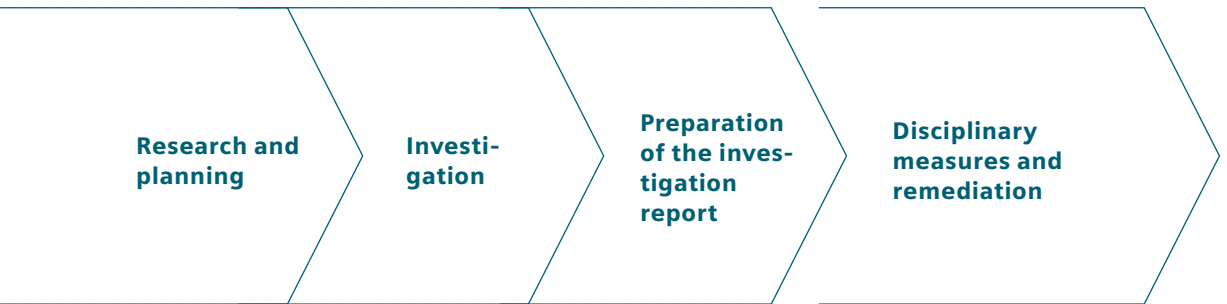 Research and
planning
Investi-
gation
Preparation
of the inves-
tigation
report
Disciplinary
measures and
remediation